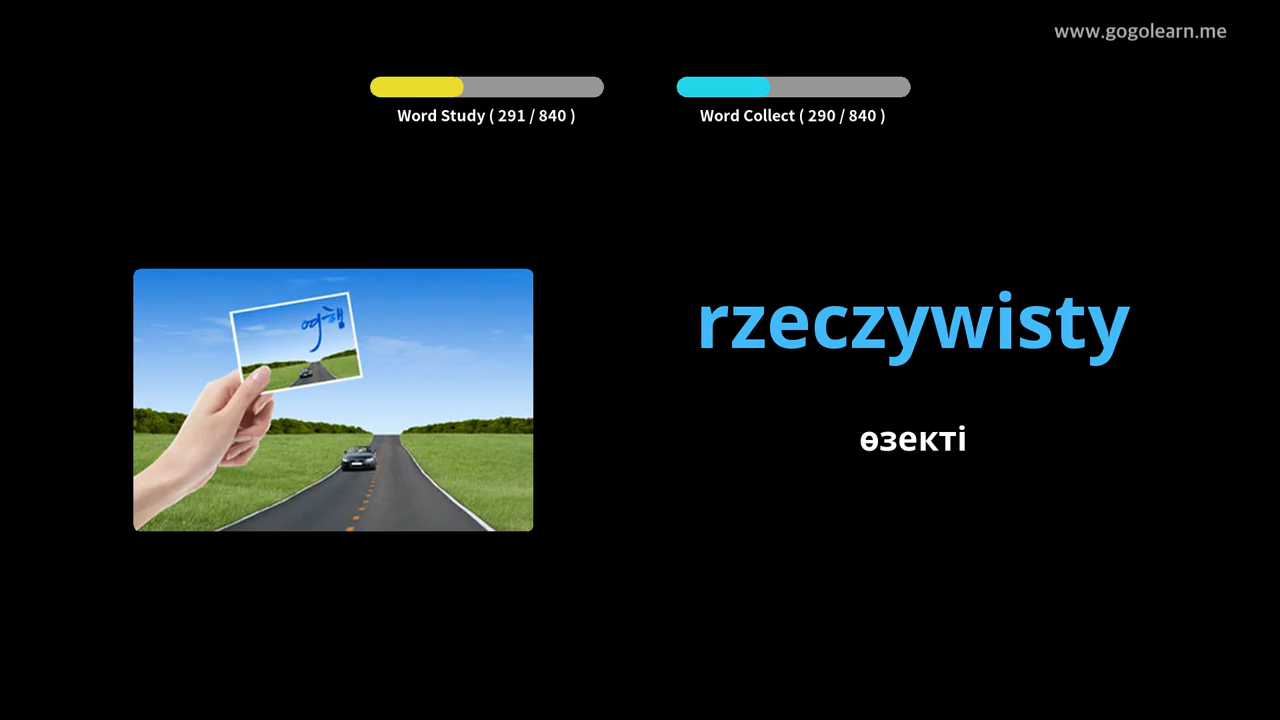 www.gogolearn.me
Word Study ( 291 / 840 )
Word Collect ( 290 / 840 )
여행
rzeczywisty
өзекті